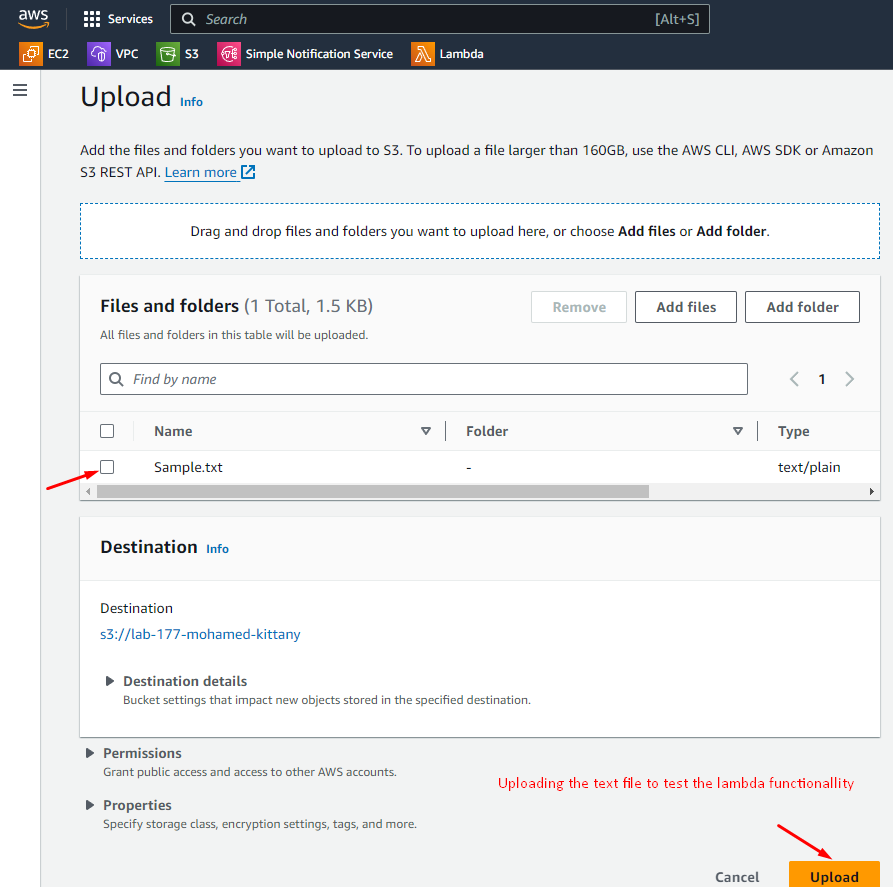 aws
Services
Search
[Alt+S]
EC2
VPC
S3
Simple Notification Service
Lambda
Upload Info
Add the files and folders you want to upload to S3. To upload a file larger than 160GB, use the AWS CLI, AWS SDK or Amazon
S3 REST API. Learn more
Drag and drop files and folders you want to upload here, or choose Add files or Add folder.
Files and folders (1 Total, 1.5 KB)
Remove
Add files
Add folder
All files and folders in this table will be uploaded.
Find by name
1
Name
Folder
Type
Sample.txt
-
text/plain
Destination Info
Destination
s3://lab-177-mohamed-kittany
Destination details
Bucket settings that impact new objects stored in the specified destination.
Permissions
Grant public access and access to other AWS accounts.
Uploading the text file to test the lambda functionallity
Properties
Specify storage class, encryption settings, tags, and more.
Cancel
Upload